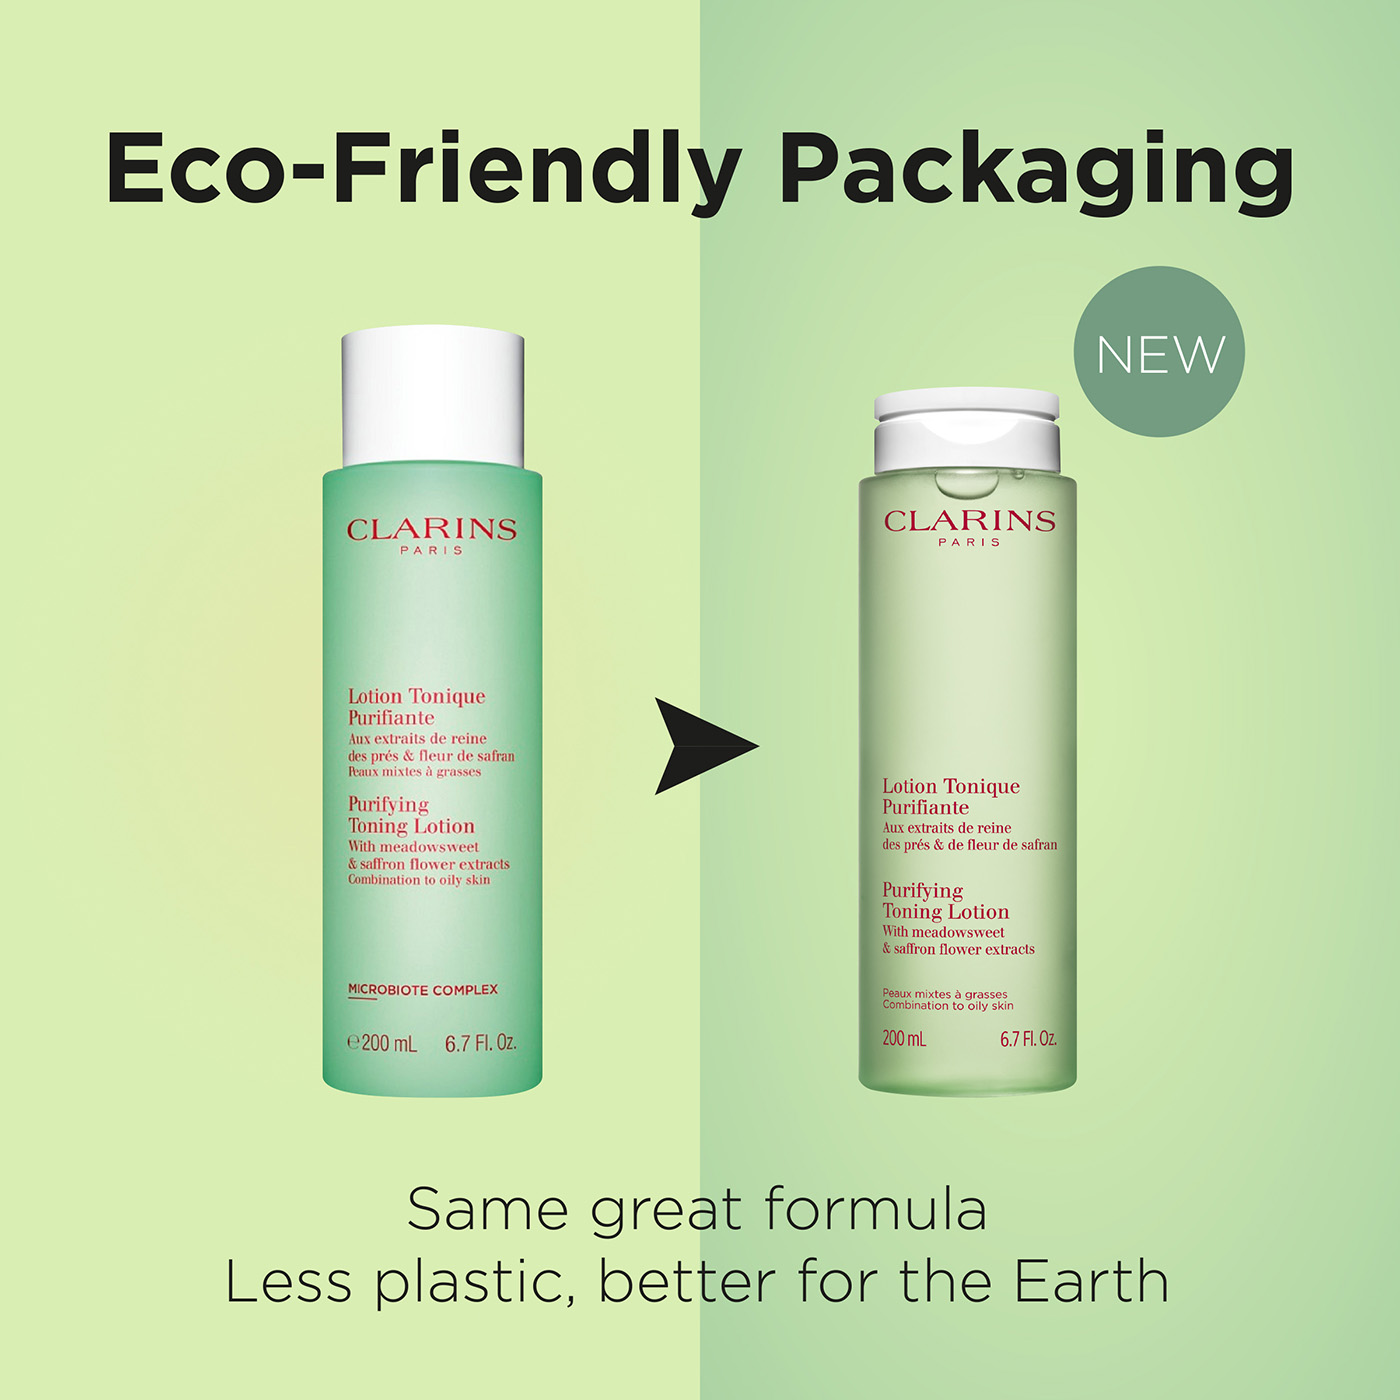 Eco-Friendly Packaging
NEW
CLARINS
PARIS
Lotion Tonique
Purifiante
Aux extraits de reine
des prés & fleur de safran
Peaux mixtes à grasses
Purifying
Toning Lotion
With meadowsweet
& saffron flower extracts
Combination to oily skin
MICROBIOTE COMPLEX
℮200 mL 6.7 Fl. Oz.
CLARINS
PARIS
Lotion Tonique
Purifiante
Aux extraits de reine
des prés & de fleur de safran
Purifying
Toning Lotion
With meadowsweet
& saffron flower extracts
Peaux mixtes à grasses
Combination to oily skin
200 mL 6.7 Fl. Oz.
Same great formula
Less plastic, better for the Earth